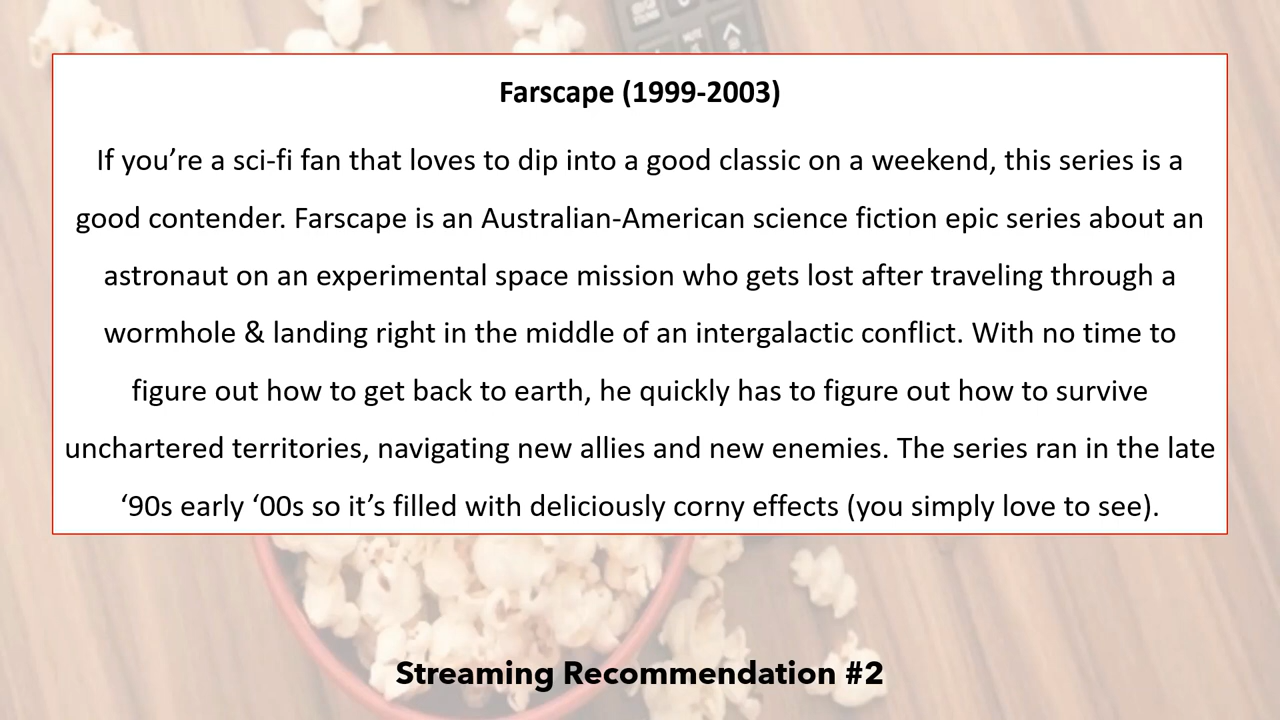 Farscape (1999-2003)
If you’re a sci-fi fan that loves to dip into a good classic on a weekend, this series is a
good contender. Farscape is an Australian-American science fiction epic series about an
astronaut on an experimental space mission who gets lost after traveling through a
wormhole & landing right in the middle of an intergalactic conflict. With no time to
figure out how to get back to earth, he quickly has to figure out how to survive
unchartered territories, navigating new allies and new enemies. The series ran in the late
‘90s early ‘00s so it’s filled with deliciously corny effects (you simply love to see).
Streaming Recommendation #2